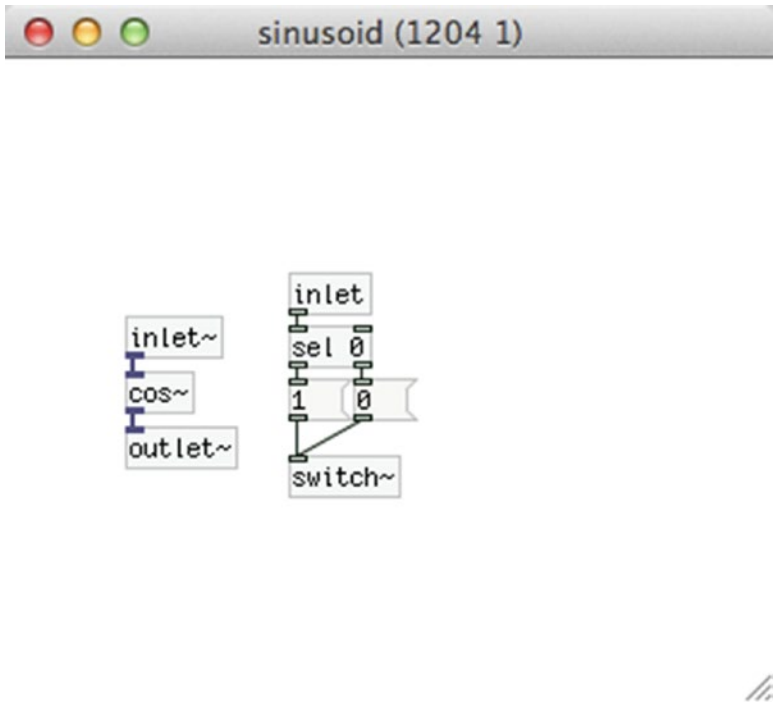 sinusoid (1204 1)
inlet~
cos~
outlet~
inlet
sel 0
1
0
switch~